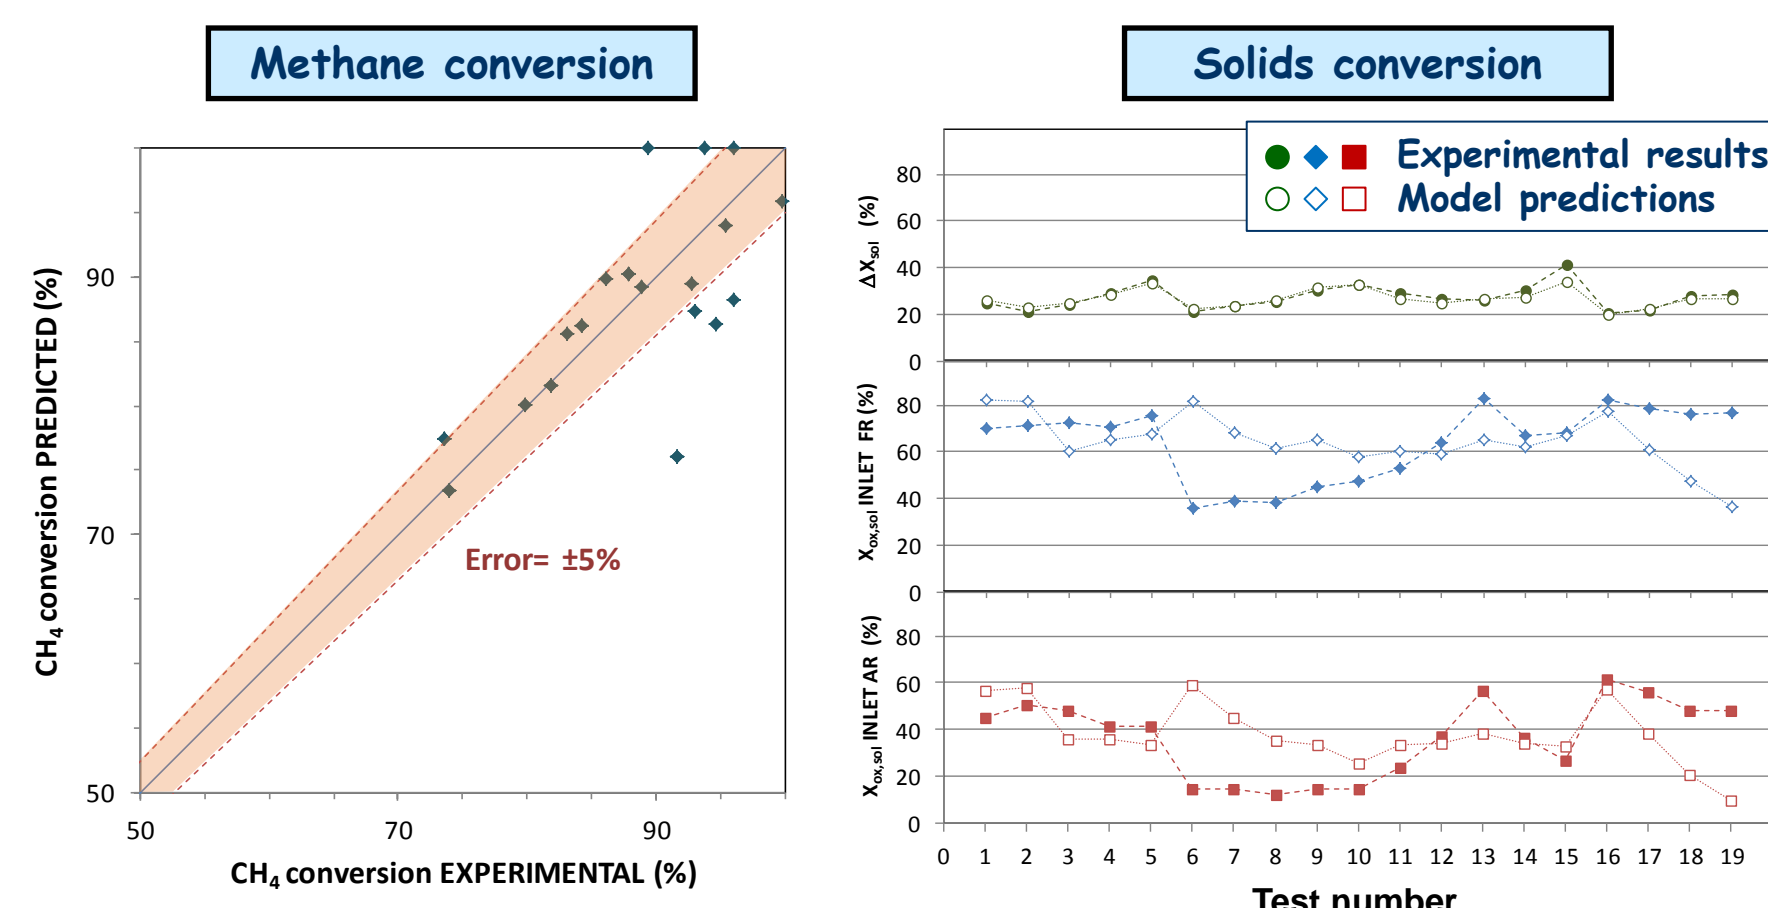 Methane conversion
CH4 conversion PREDICTED (%)
90
70
50
Error= ±5%
50 70 90
CH4 conversion EXPERIMENTAL (%)
Solids conversion
Experimental results
Model predictions
ΔXsol (%)
80
60
40
20
0
Xox,sol INLET FR (%)
80
60
40
20
0
Xox,sol INLET AR (%)
80
60
40
20
0
0 1 2 3 4 5 6 7 8 9 10 11 12 13 14 15 16 17 18 19
Test number